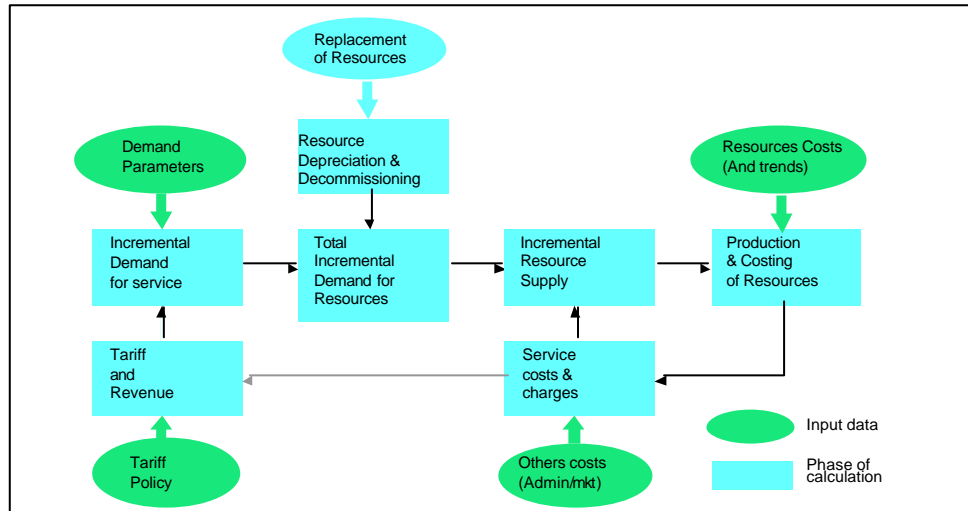 Replacement
of Resources
Demand
Parameters
Resource
Depreciation &
Decommissioning
Resources Costs
(And trends)
Incremental
Demand
for service
Total
Incremental
Demand for
Resources
Incremental
Resource
Supply
Production
& Costing
of Resources
Tariff
and
Revenue
Service
costs &
charges
Tariff
Policy
Others costs
(Admin/mkt)
Input data
Phase of
calculation